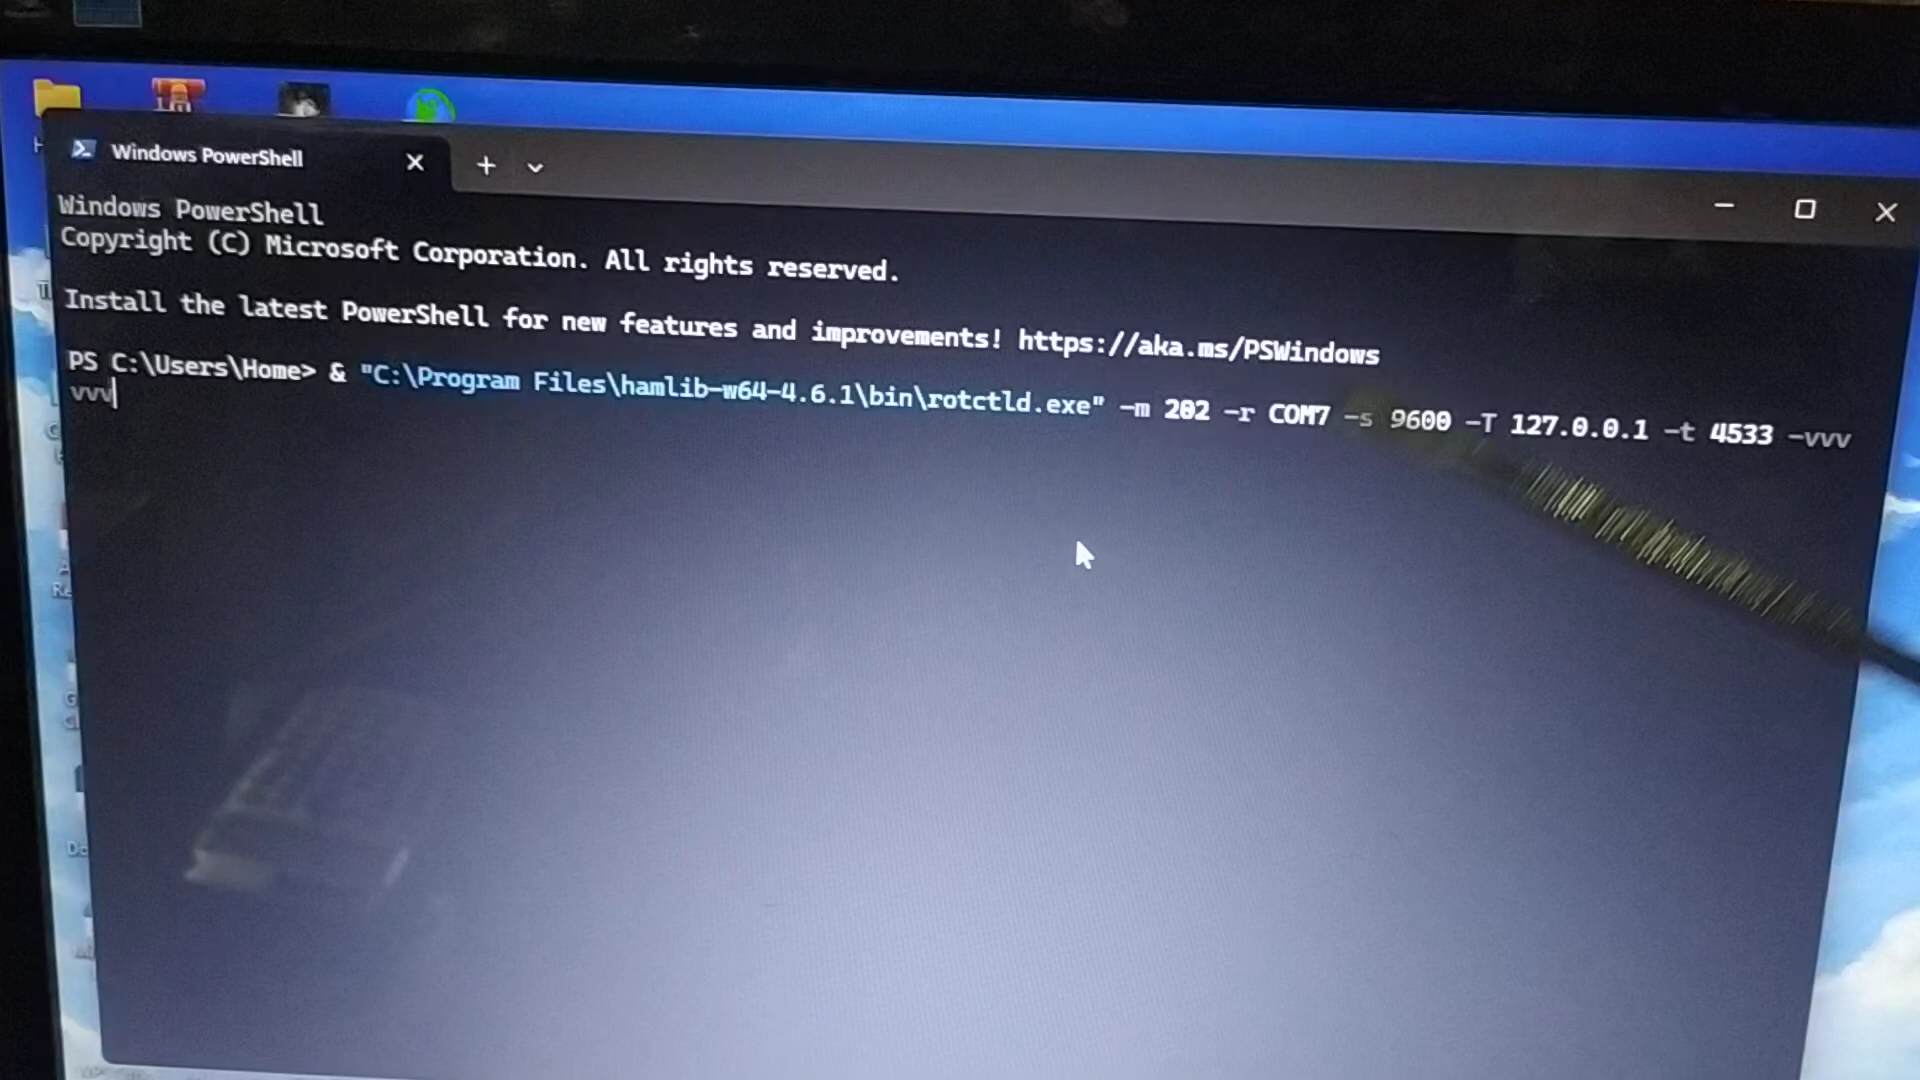 Windows PowerShell
Windows PowerShell
Copyright (C) Microsoft Corporation. All rights reserved.
Install the latest PowerShell for new features and improvements! https://aka.ms/PSWindows
PS C:\Users\Home> & "C:\Program Files\hamlib-w64-4.6.1\bin\rotctld.exe" -m 202 -r COM7 -s 9600 -T 127.0.0.1 -t 4533 -vvv
vvv